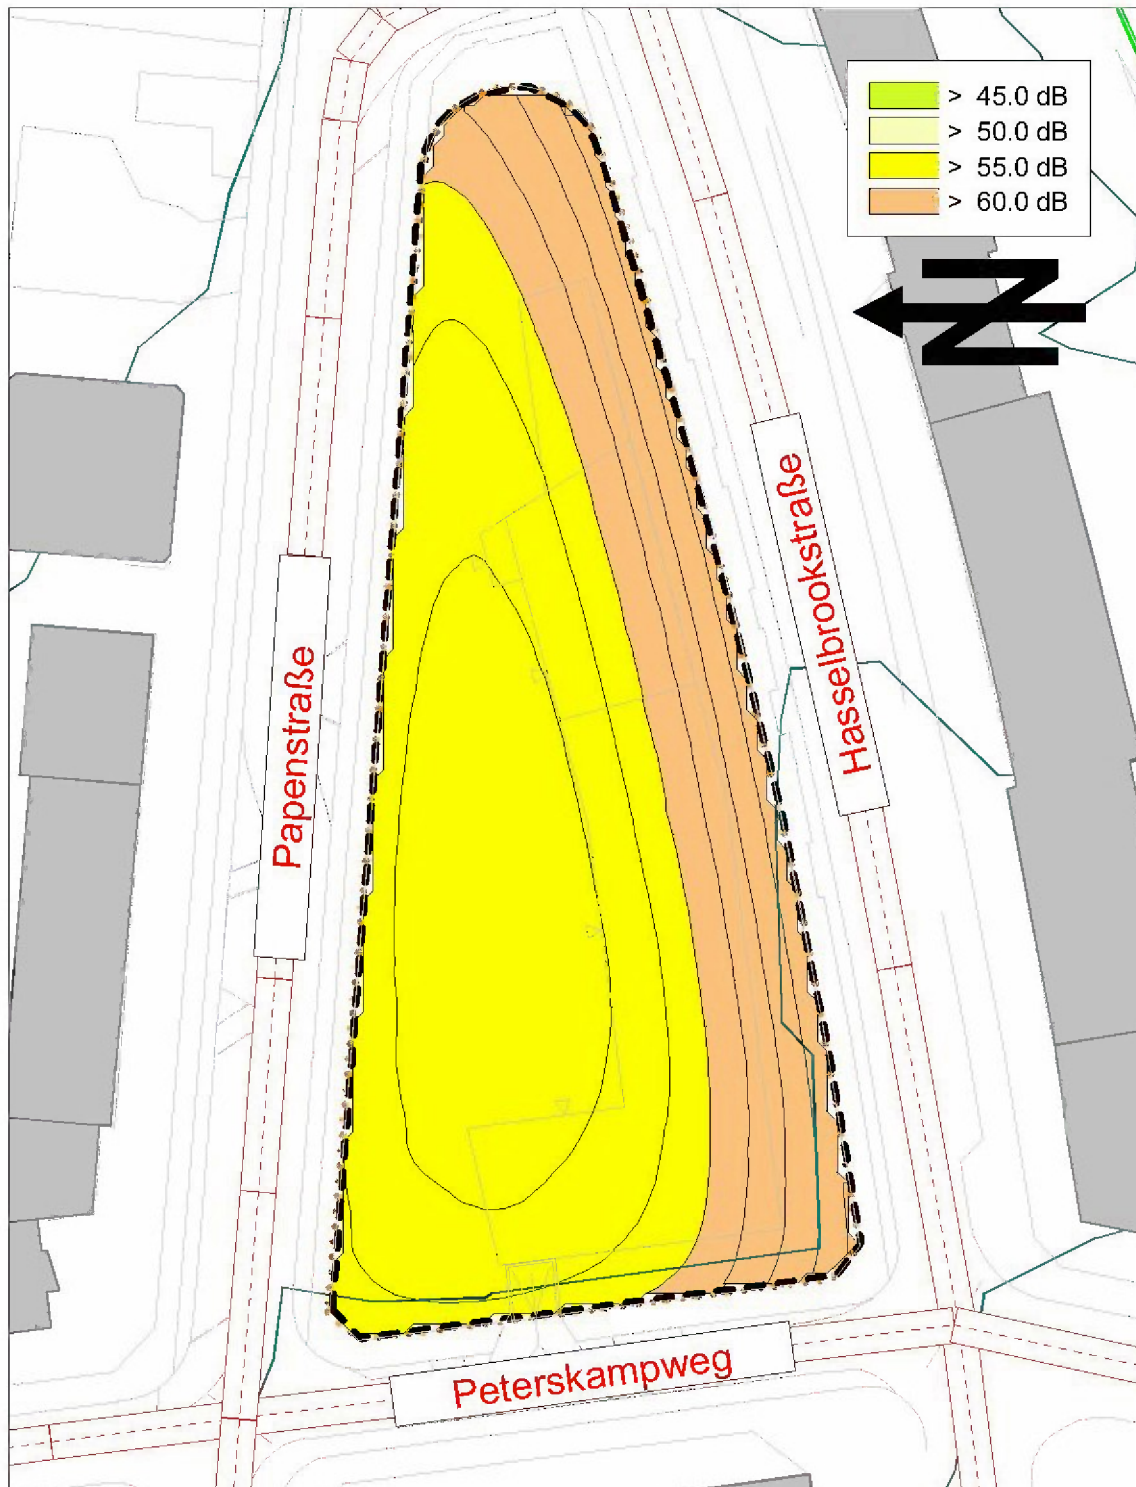 > 45.0 dB
> 50.0 dB
> 55.0 dB
> 60.0 dB
N
Hasselbrookstraße
Papenstraße
Peterskampweg